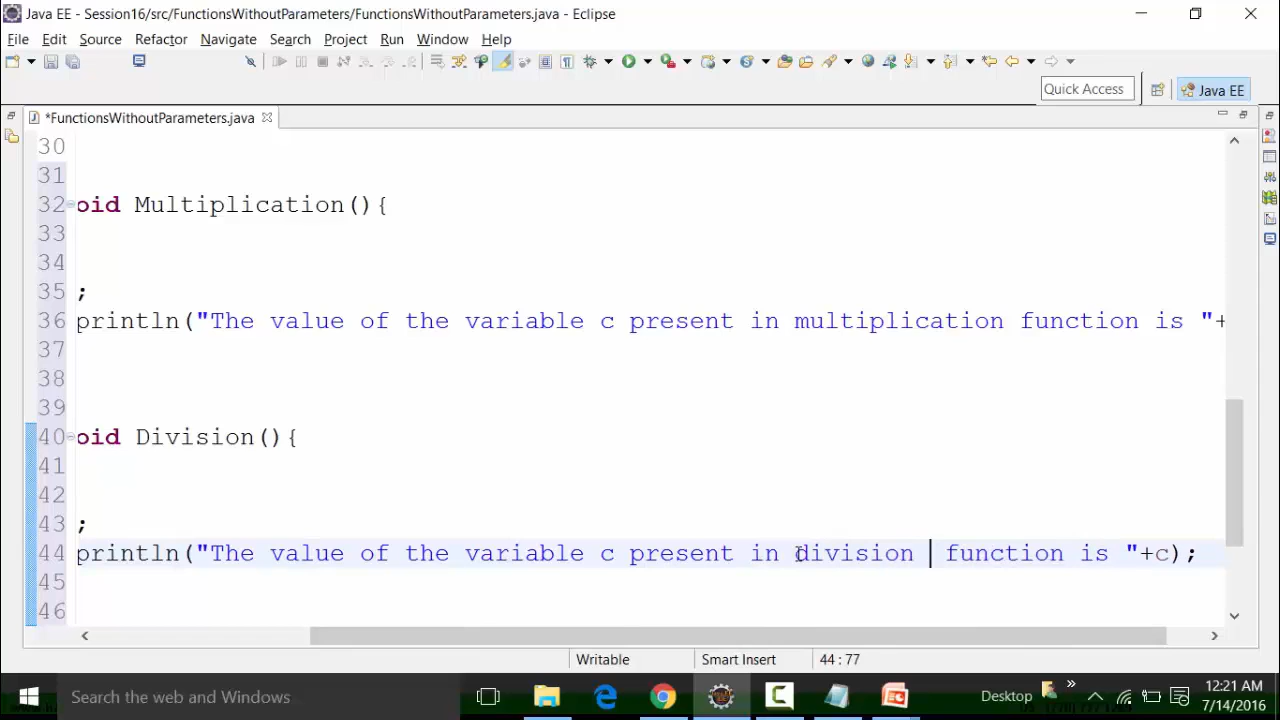 Java EE - Session16/src/FunctionsWithoutParameters/FunctionsWithoutParameters.java - Eclipse
File Edit Source Refactor Navigate Search Project Run Window Help
Quick Access
Java EE
*FunctionsWithoutParameters.java
30
31
32 oid Multiplication(){
33
34
35 ;
36 println("The value of the variable c present in multiplication function is "+
37
38
39
40 oid Division(){
41
42
43 ;
44 println("The value of the variable c present in division function is "+c);
45
46
Writable Smart Insert 44 : 77
Search the web and Windows
Desktop
12:21 AM
7/14/2016